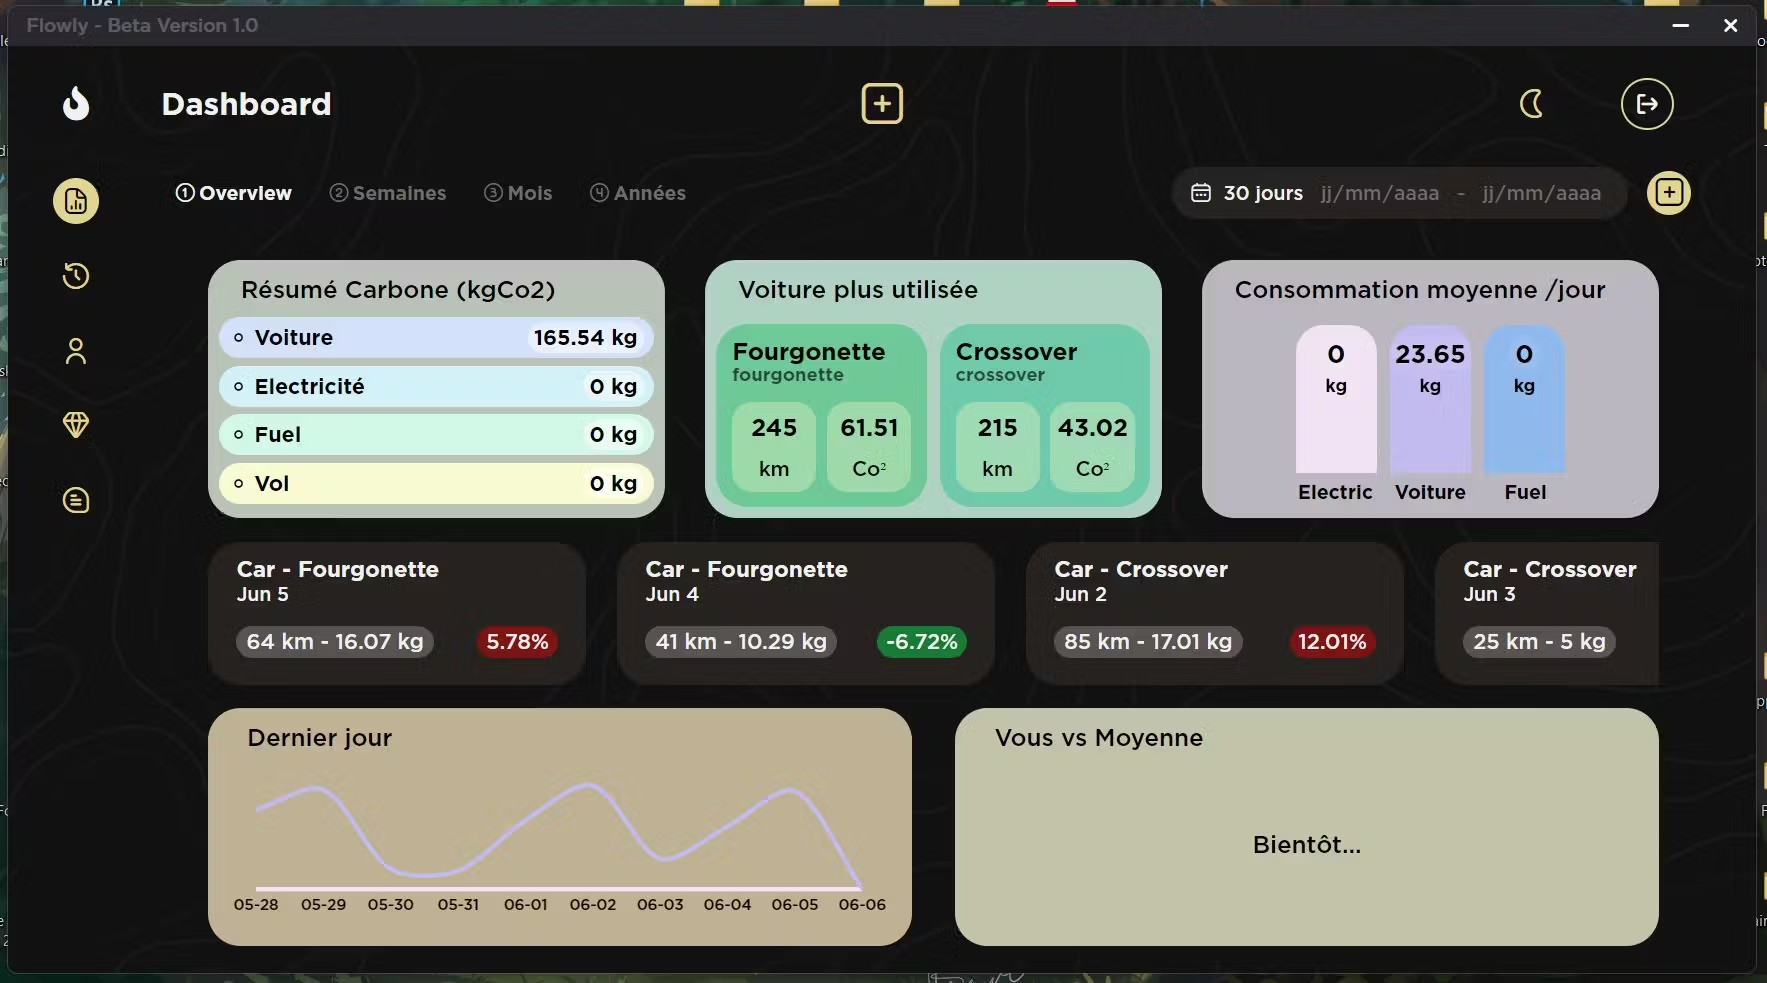 Flowly - Beta Version 1.0
Dashboard
1 Overview 2 Semaines 3 Mois 4 Années
30 jours jj/mm/aaaa - jj/mm/aaaa
Résumé Carbone (kgCo2)
Voiture 165.54 kg
Electricité 0 kg
Fuel 0 kg
Vol 0 kg
Voiture plus utilisée
Fourgonette
fourgonette
245 61.51
km Co²
Crossover
crossover
215 43.02
km Co²
Consommation moyenne /jour
0 23.65 0
kg kg kg
Electric Voiture Fuel
Car - Fourgonette
Jun 5
64 km - 16.07 kg 5.78%
Car - Fourgonette
Jun 4
41 km - 10.29 kg -6.72%
Car - Crossover
Jun 2
85 km - 17.01 kg 12.01%
Car - Crossover
Jun 3
25 km - 5 kg
Dernier jour
05-28 05-29 05-30 05-31 06-01 06-02 06-03 06-04 06-05 06-06
Vous vs Moyenne
Bientôt...